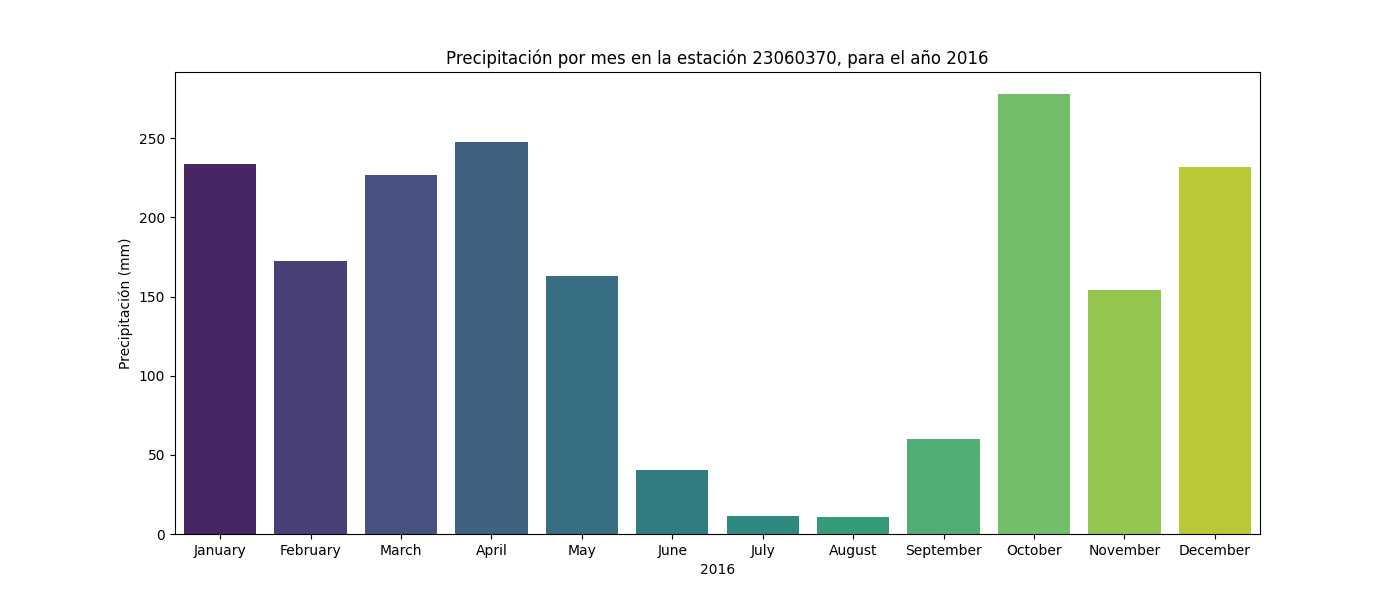 Precipitación por mes en la estación 23060370, para el año 2016
Precipitación (mm)
250
200
150
100
50
0
January February March April May June July August September October November December
2016